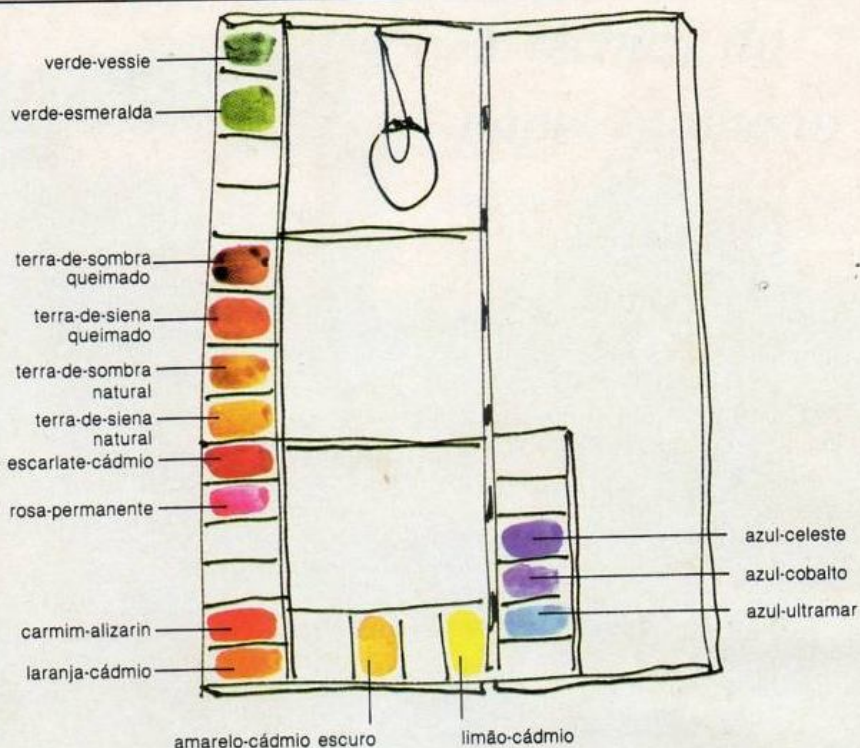 verde-vessie
verde-esmeralda
terra-de-sombra
queimado
terra-de-siena
queimado
terra-de-sombra
natural
terra-de-siena
natural
escarlate-cádmio
rosa-permanente
carmim-alizarin
laranja-cádmio
amarelo-cádmio escuro
limão-cádmio
azul-celeste
azul-cobalto
azul-ultramar